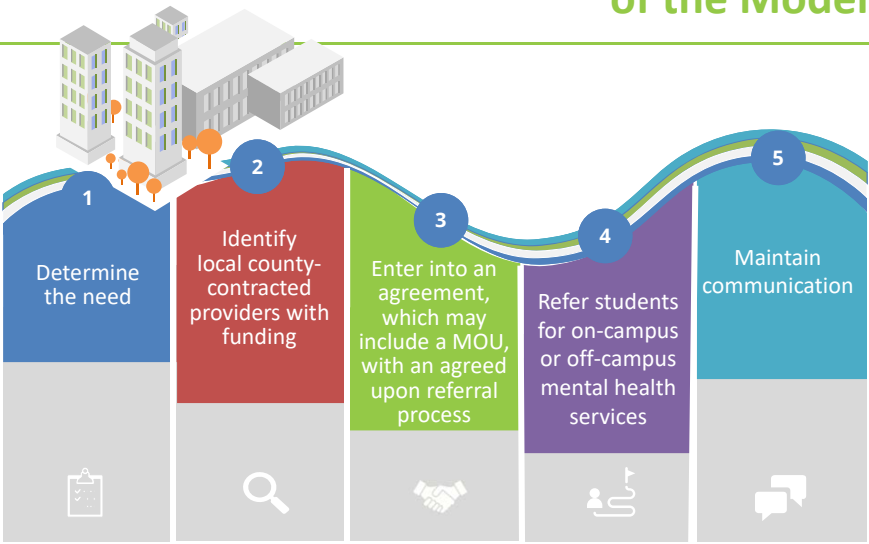 of the Model
1
Determine
the need
2
Identify
local county-
contracted
providers with
funding
3
Enter into an
agreement,
which may
include a MOU,
with an agreed
upon referral
process
4
Refer students
for on-campus
or off-campus
mental health
services
5
Maintain
communication